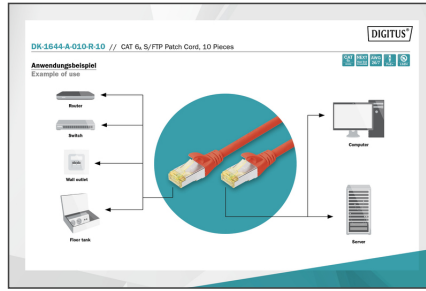 DIGITUS®
DK-1644-A-010-R-10 // CAT 6A S/FTP Patch Cord, 10 Pieces
Anwendungsbeispiel
Example of use
Router
Switch
Wall outlet
Floor tank
Computer
Server